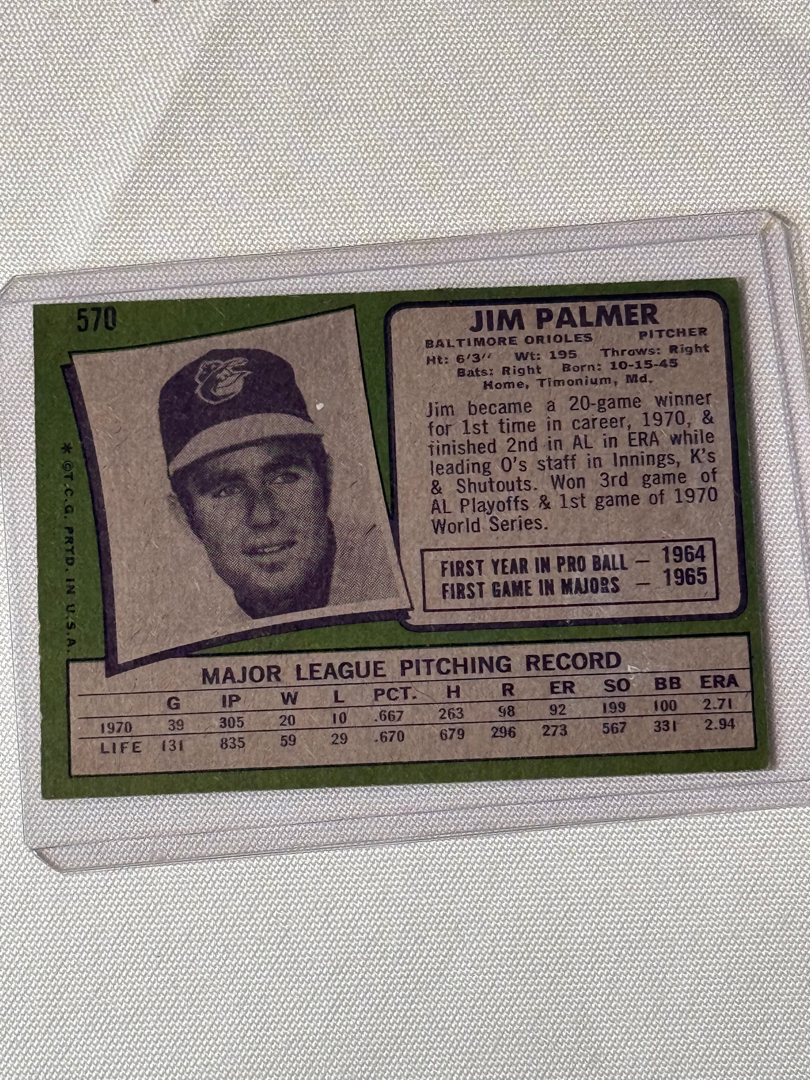 570
JIM PALMER
BALTIMORE ORIOLES PITCHER
Ht: 6'3" Wt: 195 Throws: Right
Bats: Right Born: 10-15-45
Home, Timonium, Md.
Jim became a 20-game winner
for 1st time in career, 1970, &
finished 2nd in AL in ERA while
leading O's staff in Innings, K's
& Shutouts. Won 3rd game of
AL Playoffs & 1st game of 1970
World Series.
FIRST YEAR IN PRO BALL — 1964
FIRST GAME IN MAJORS — 1965
* ©T.C.G. PRTD. IN U.S.A.
MAJOR LEAGUE PITCHING RECORD
G IP W L PCT. H R ER SO BB ERA
1970 39 305 20 10 .667 263 98 92 199 100 2.71
LIFE 131 835 59 29 .670 679 296 273 567 331 2.94